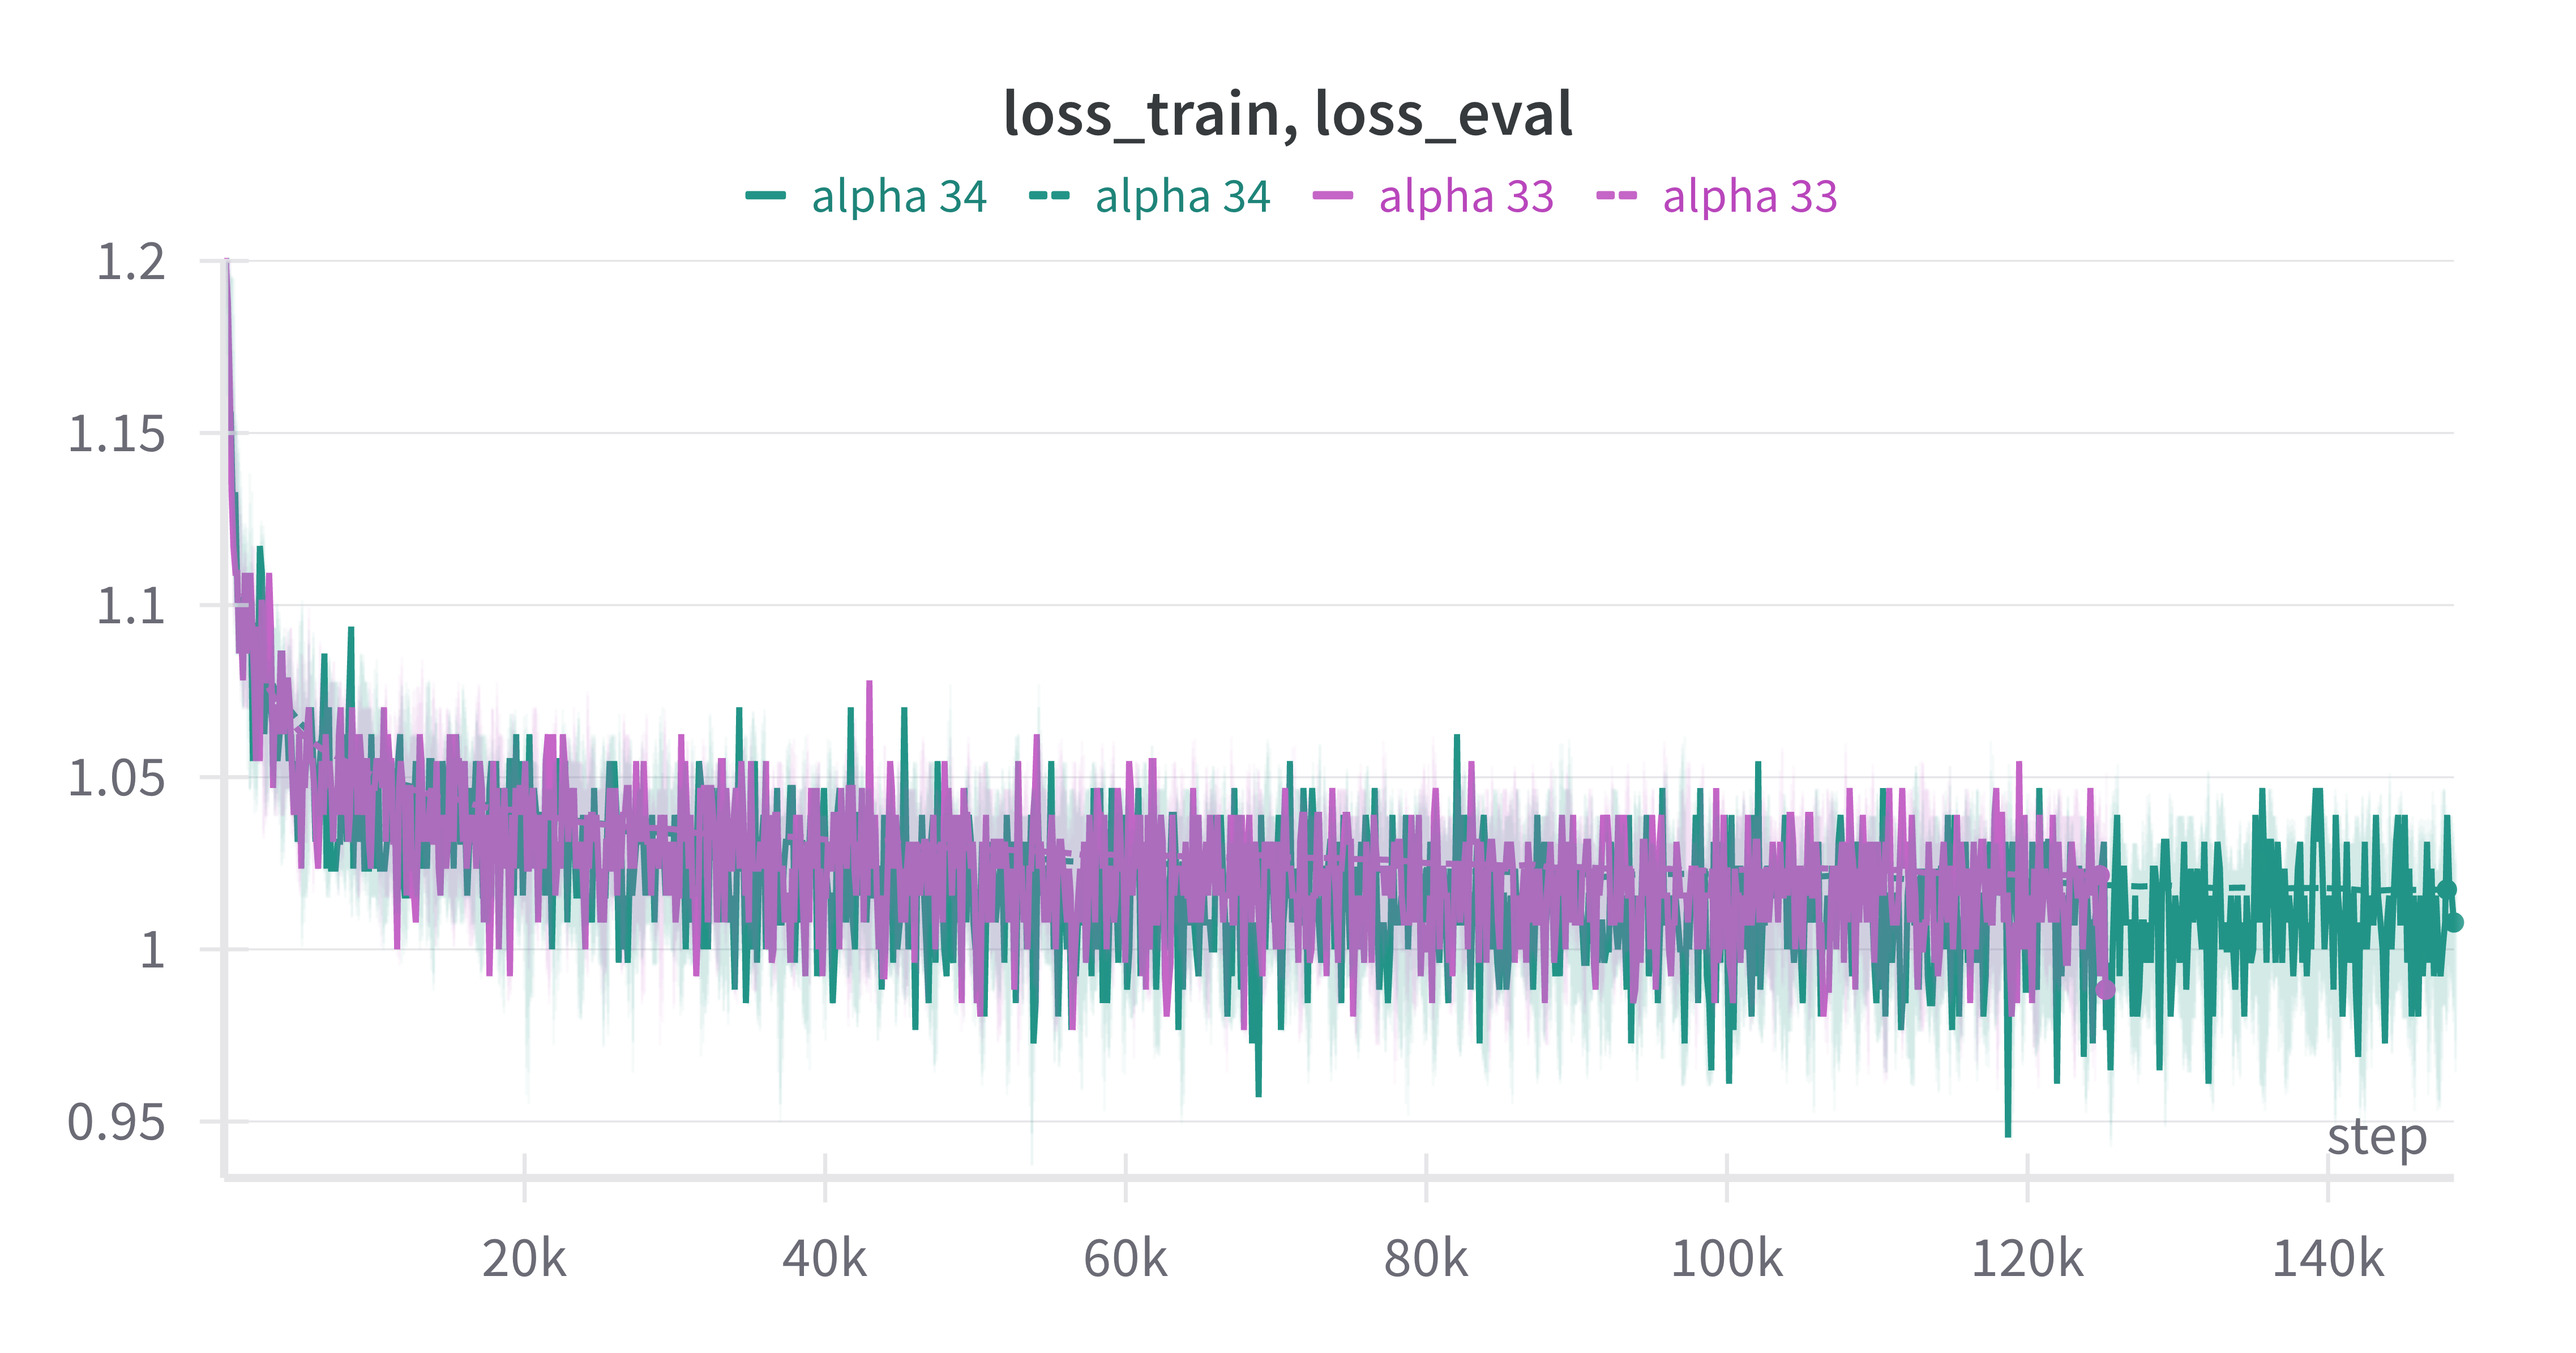 loss_train, loss_eval
alpha 34 alpha 34 alpha 33 alpha 33
1.2
1.15
1.1
1.05
1
0.95
step
20k 40k 60k 80k 100k 120k 140k